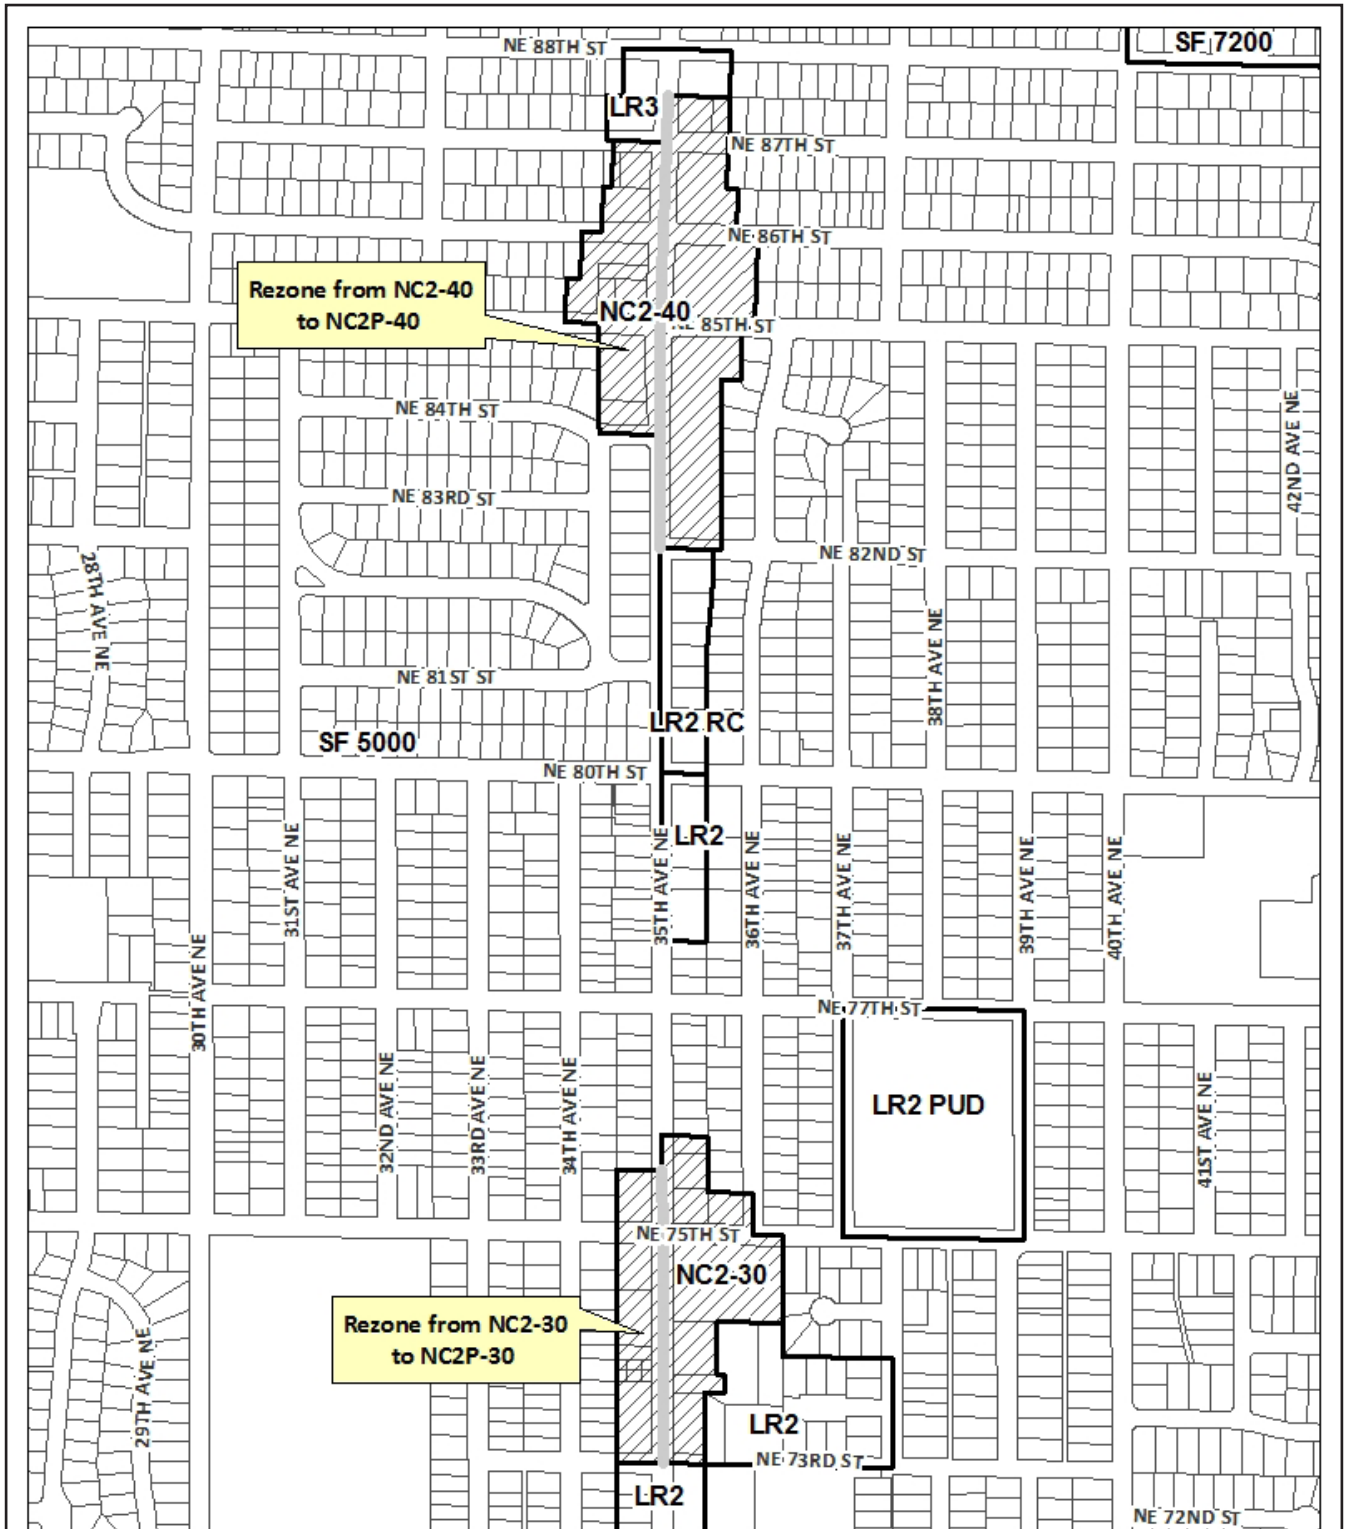 SF 7200
NE 88TH ST
LR3
NE 87TH ST
NE 86TH ST
Rezone from NC2-40
to NC2P-40
NC2-40
NE 85TH ST
NE 84TH ST
42ND AVE NE
NE 83RD ST
NE 82ND ST
28TH AVE NE
38TH AVE NE
NE 81ST ST
LR2 RC
SF 5000
NE 80TH ST
LR2
31ST AVE NE
35TH AVE NE
36TH AVE NE
37TH AVE NE
39TH AVE NE
40TH AVE NE
30TH AVE NE
NE 77TH ST
LR2 PUD
32ND AVE NE
33RD AVE NE
34TH AVE NE
41ST AVE NE
NE 75TH ST
NC2-30
Rezone from NC2-30
to NC2P-30
29TH AVE NE
LR2
NE 73RD ST
LR2
NE 72ND ST